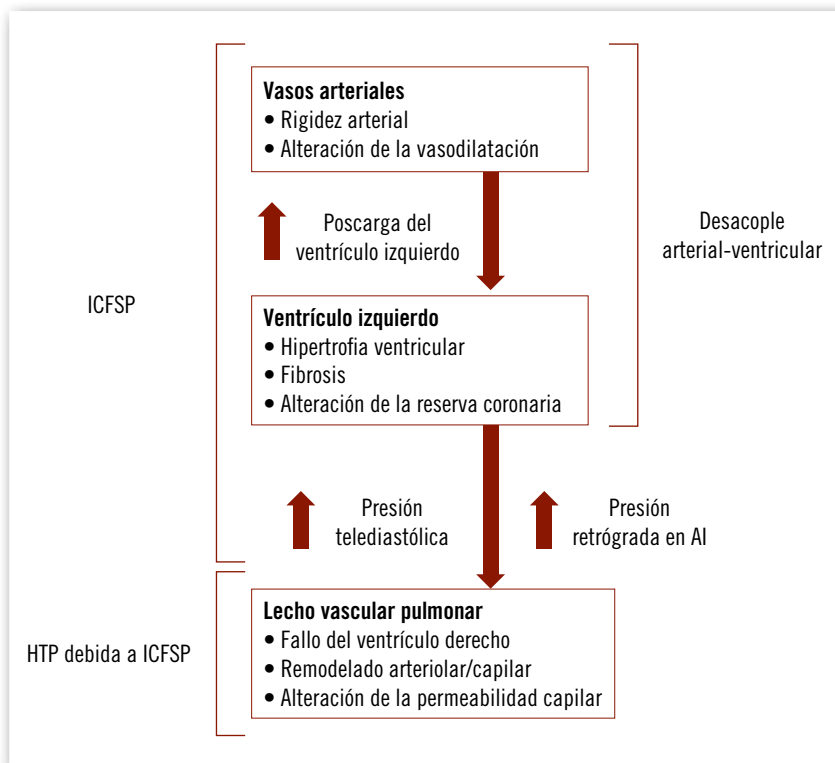 Vasos arteriales
• Rigidez arterial
• Alteración de la vasodilatación
Poscarga del
ventrículo izquierdo
Desacople
arterial-ventricular
ICFSP
Ventrículo izquierdo
• Hipertrofia ventricular
• Fibrosis
• Alteración de la reserva coronaria
Presión
telediastólica
Presión
retrógrada en AI
HTP debida a ICFSP
Lecho vascular pulmonar
• Fallo del ventrículo derecho
• Remodelado arteriolar/capilar
• Alteración de la permeabilidad capilar